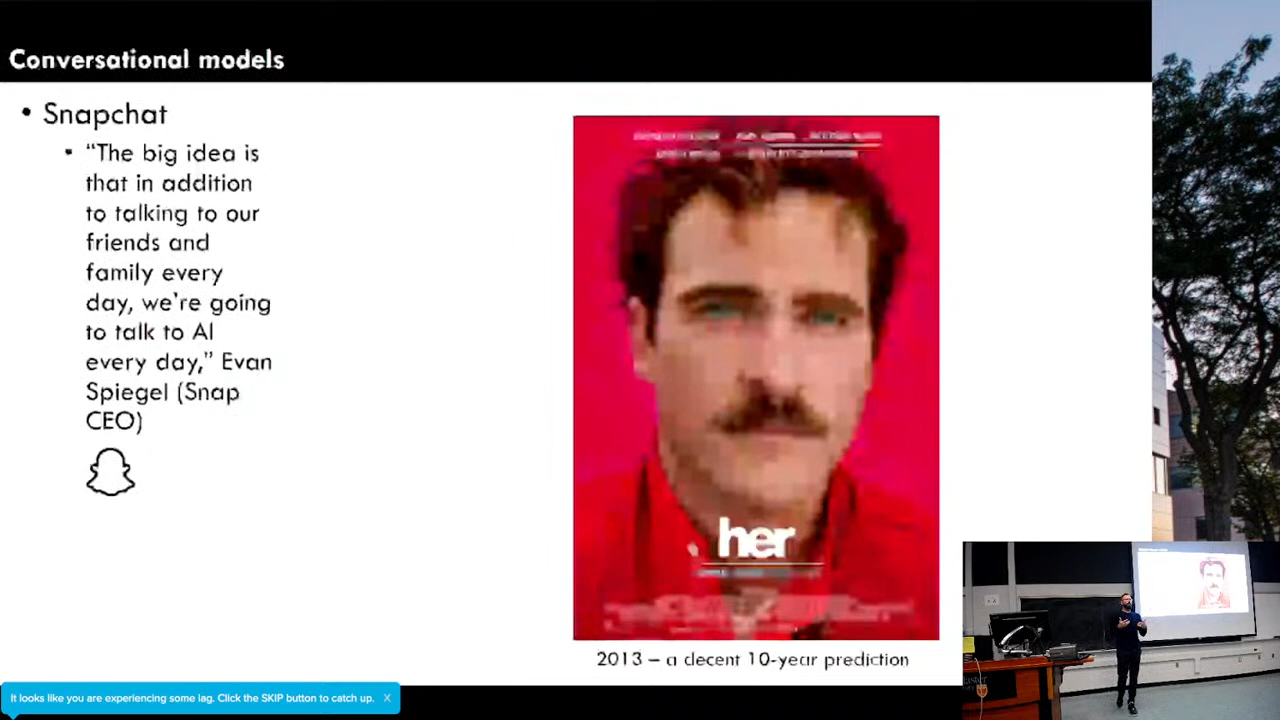 Conversational models
• Snapchat
• “The big idea is
that in addition
to talking to our
friends and
family every
day, we're going
to talk to AI
every day,” Evan
Spiegel (Snap
CEO)
her
2013 – a decent 10-year prediction
It looks like you are experiencing some lag. Click the SKIP button to catch up. X